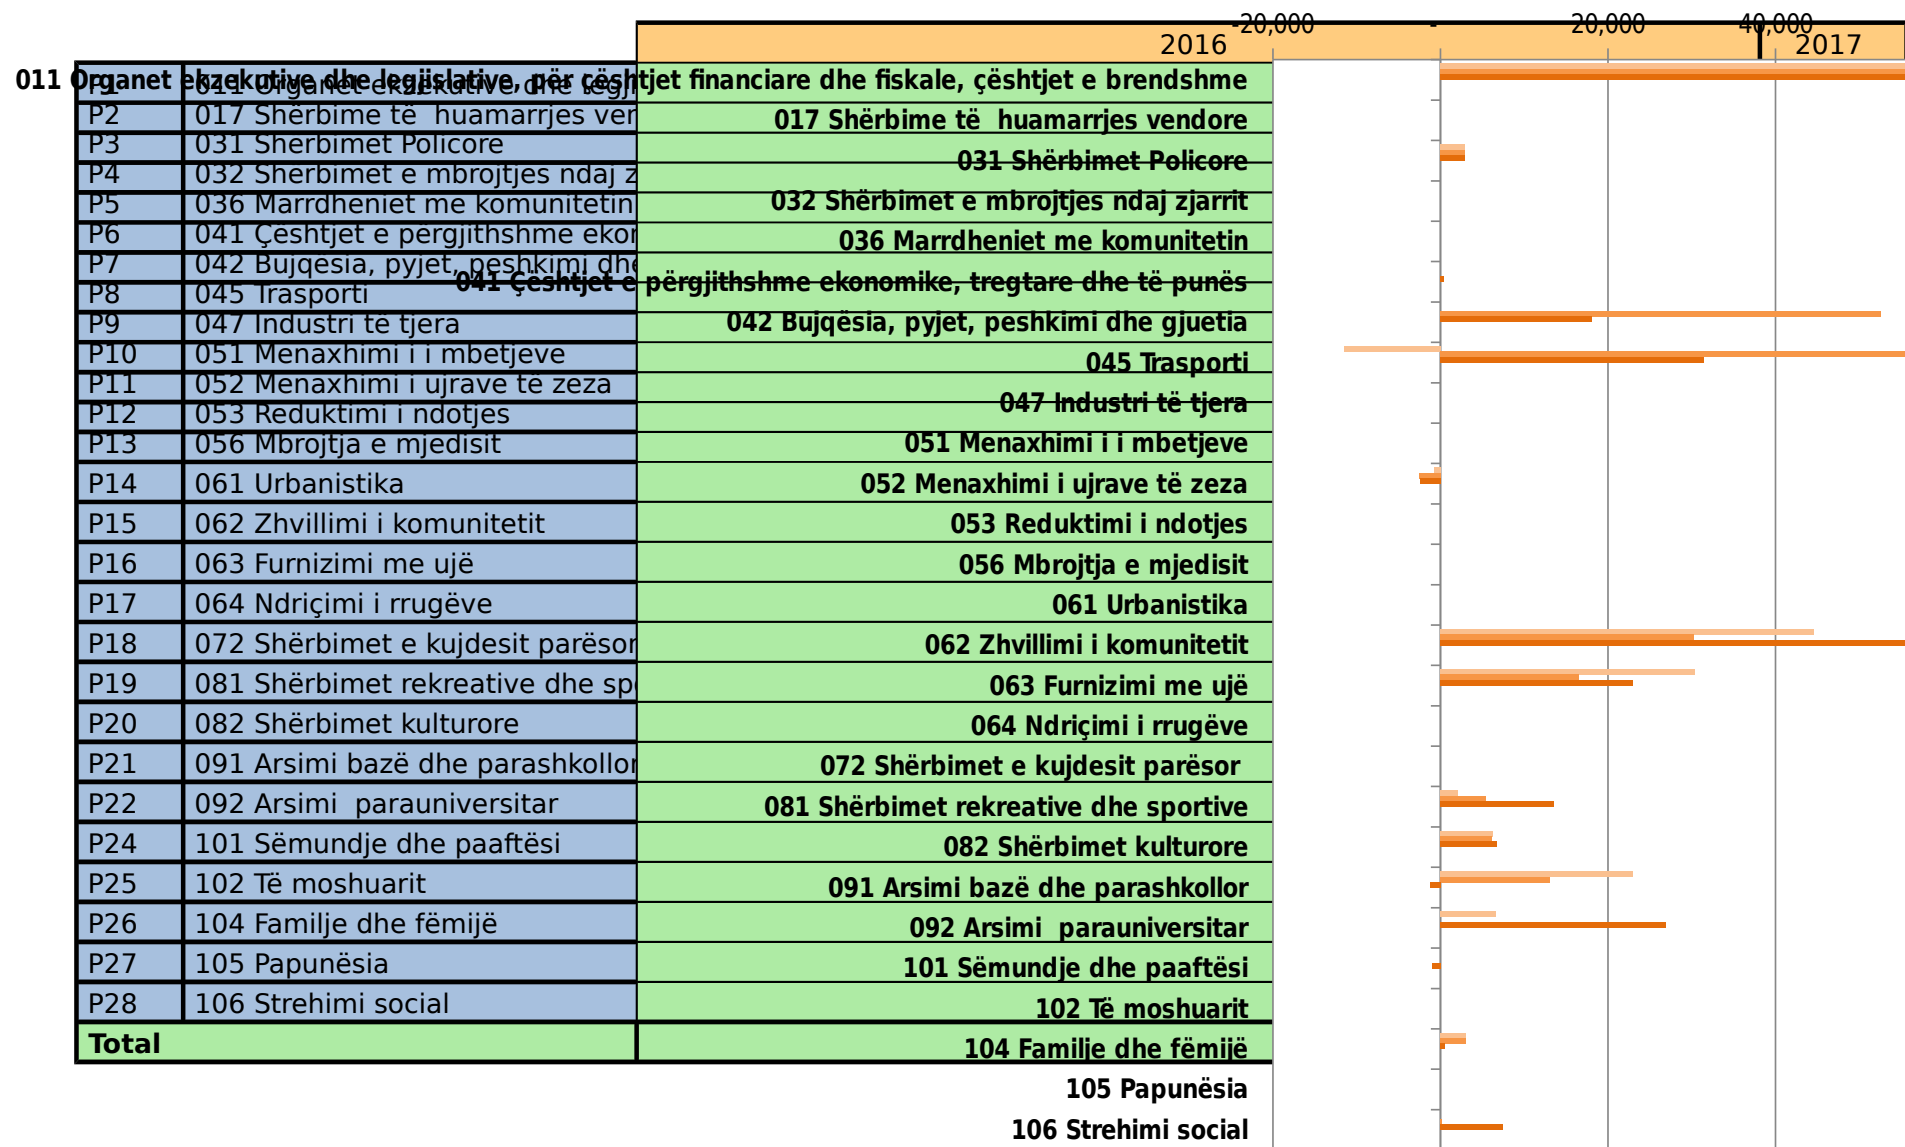 -20,000 - 20,000 40,000
2016 2017
011 Organet ekzekutive dhe legjislative, për çështjet financiare dhe fiskale, çështjet e brendshme
P1 011 Organet ekzekutive dhe legji
P2 017 Shërbime të huamarrjes ver
017 Shërbime të huamarrjes vendore
P3 031 Sherbimet Policore
031 Shërbimet Policore
P4 032 Sherbimet e mbrojtjes ndaj z
032 Shërbimet e mbrojtjes ndaj zjarrit
P5 036 Marrdheniet me komunitetin
036 Marrdheniet me komunitetin
P6 041 Çështjet e përgjithshme ekor
P7 042 Bujqesia, pyjet, peshkimi dhe
041 Çështjet e përgjithshme ekonomike, tregtare dhe të punës
P8 045 Trasporti
P9 047 Industri të tjera
042 Bujqësia, pyjet, peshkimi dhe gjuetia
P10 051 Menaxhimi i i mbetjeve
045 Trasporti
P11 052 Menaxhimi i ujrave të zeza
047 Industri të tjera
P12 053 Reduktimi i ndotjes
P13 056 Mbrojtja e mjedisit
051 Menaxhimi i i mbetjeve
P14 061 Urbanistika
052 Menaxhimi i ujrave të zeza
P15 062 Zhvillimi i komunitetit
053 Reduktimi i ndotjes
P16 063 Furnizimi me ujë
056 Mbrojtja e mjedisit
P17 064 Ndriçimi i rrugëve
061 Urbanistika
P18 072 Shërbimet e kujdesit parësor
062 Zhvillimi i komunitetit
P19 081 Shërbimet rekreative dhe spo
063 Furnizimi me ujë
P20 082 Shërbimet kulturore
064 Ndriçimi i rrugëve
P21 091 Arsimi bazë dhe parashkollor
072 Shërbimet e kujdesit parësor
P22 092 Arsimi parauniversitar
081 Shërbimet rekreative dhe sportive
P24 101 Sëmundje dhe paaftësi
082 Shërbimet kulturore
P25 102 Të moshuarit
091 Arsimi bazë dhe parashkollor
P26 104 Familje dhe fëmijë
092 Arsimi parauniversitar
P27 105 Papunësia
101 Sëmundje dhe paaftësi
P28 106 Strehimi social
102 Të moshuarit
Total
104 Familje dhe fëmijë
105 Papunësia
106 Strehimi social